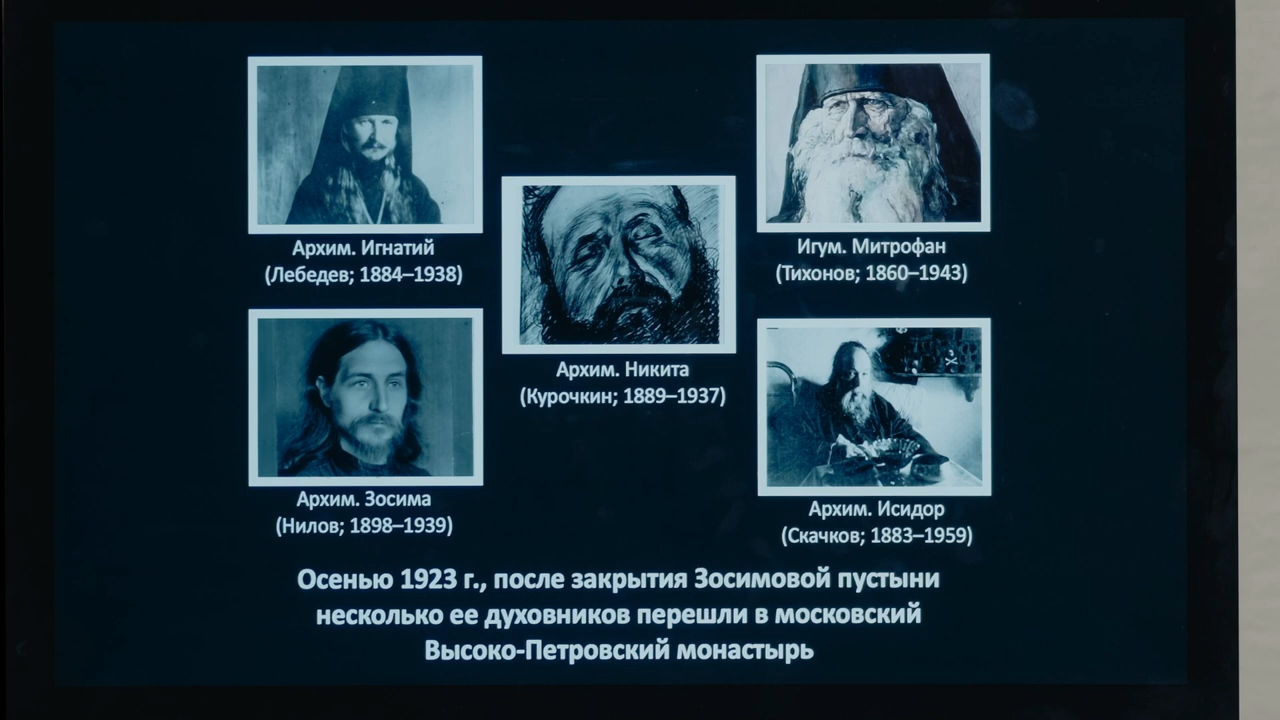 Архим. Игнатий
(Лебедев; 1884–1938)
Игум. Митрофан
(Тихонов; 1860–1943)
Архим. Никита
(Курочкин; 1889–1937)
Архим. Зосима
(Нилов; 1898–1939)
Архим. Исидор
(Скачков; 1883–1959)
Осенью 1923 г., после закрытия Зосимовой пустыни
несколько ее духовников перешли в московский
Высоко-Петровский монастырь